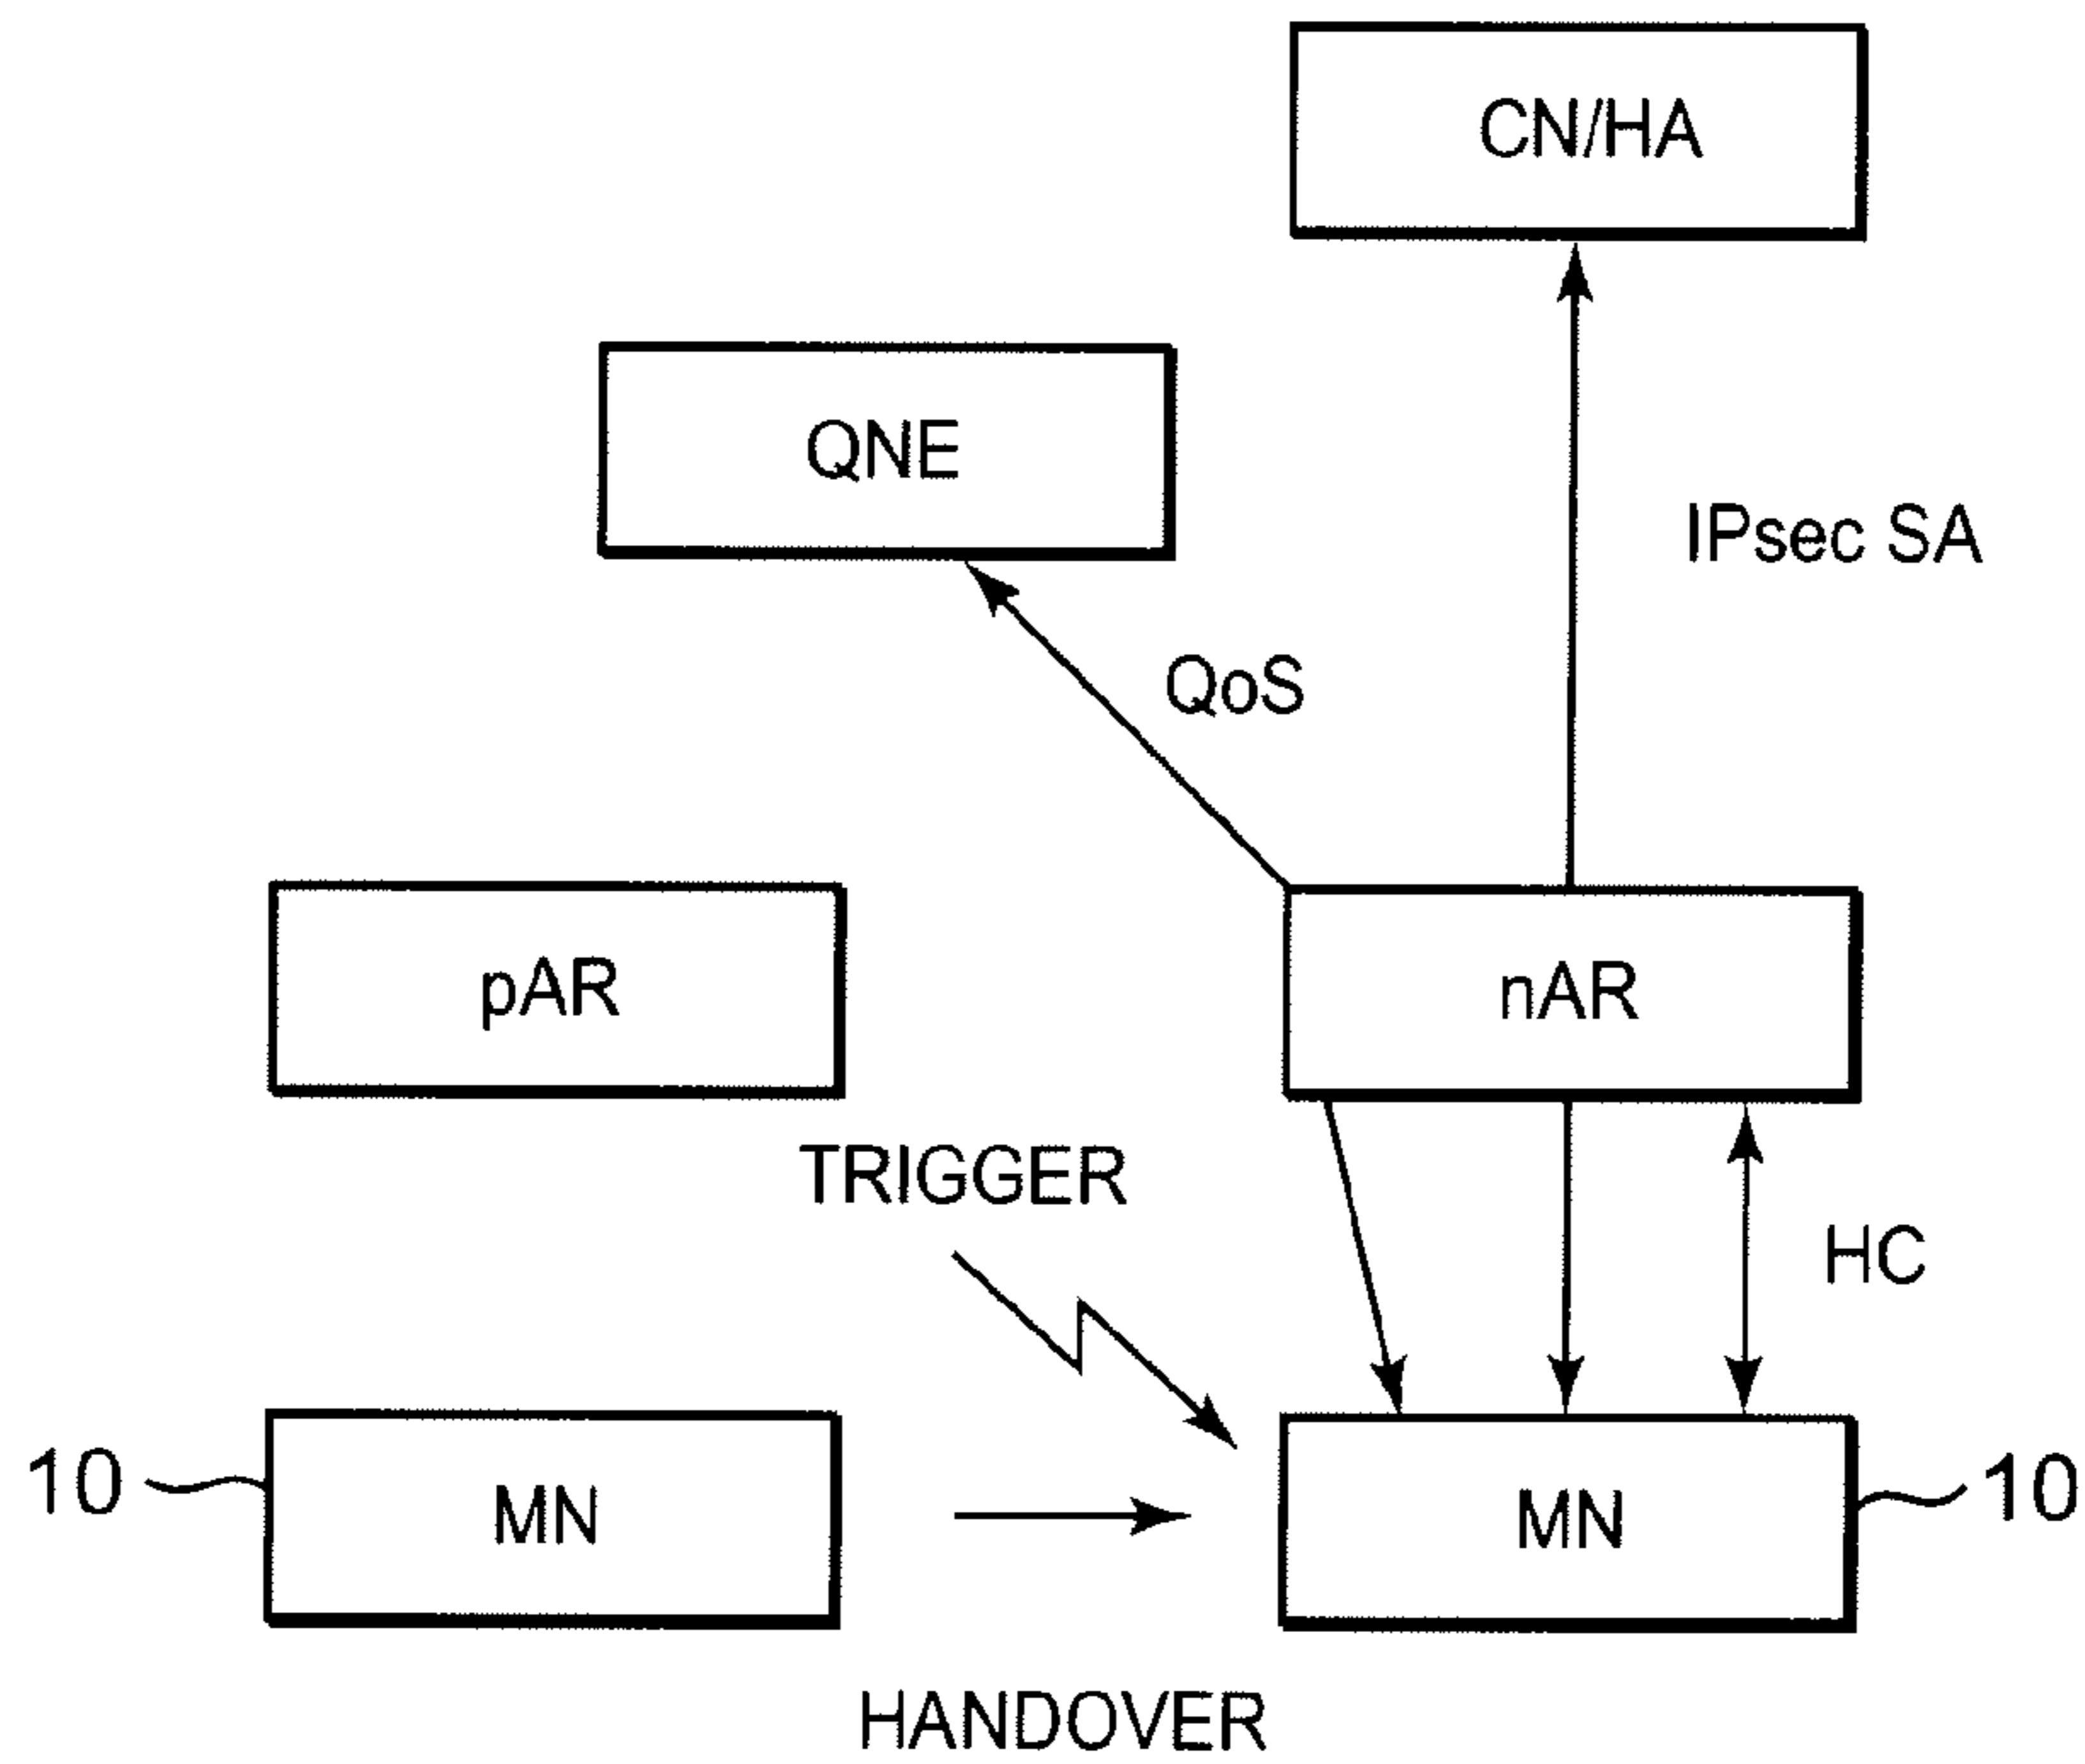 CN/HA
QNE
IPsec SA
QoS
pAR
nAR
TRIGGER
HC
10
MN
MN
10
HANDOVER